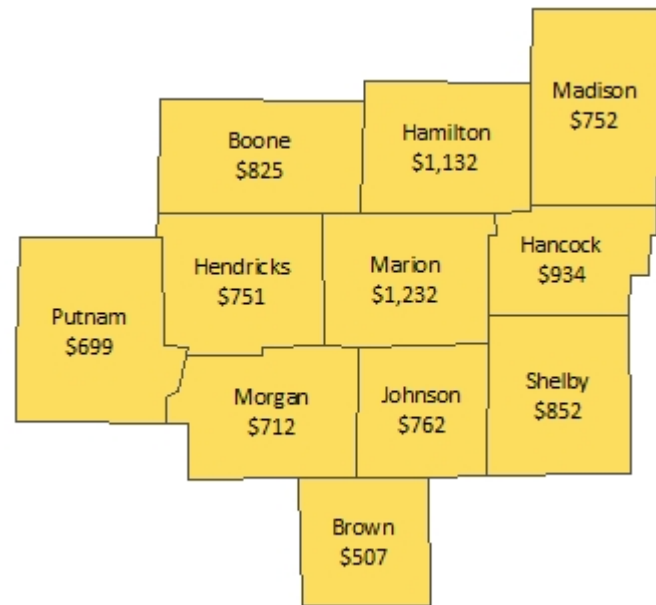 Madison
$752
Boone
$825
Hamilton
$1,132
Hancock
$934
Hendricks
$751
Marion
$1,232
Putnam
$699
Morgan
$712
Johnson
$762
Shelby
$852
Brown
$507